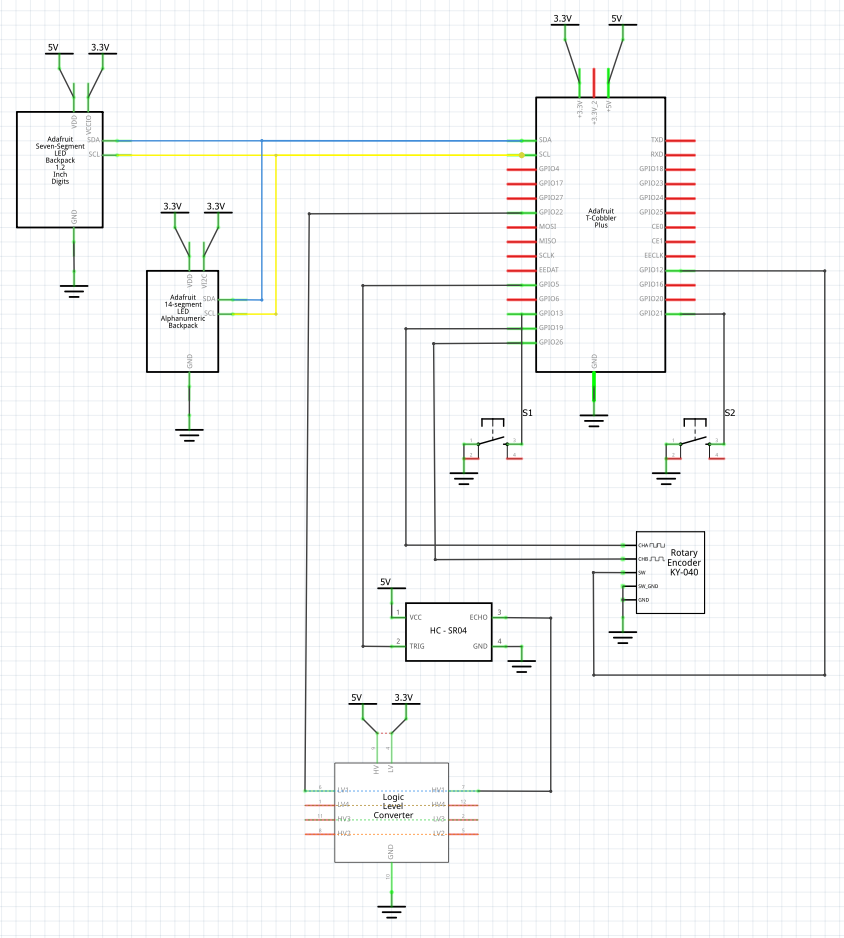 3.3V
5V
5V
3.3V
+3.3V
+3.3V_2
+5V
VDD
VCCIO
Adafruit
Seven-Segment
LED
Backpack
1.2
Inch
Digits
SDA
SCL
GND
SDA
SCL
GPIO4
GPIO17
GPIO27
GPIO22
MOSI
MISO
SCLK
EEDAT
GPIO5
GPIO6
GPIO13
GPIO19
GPIO26
Adafruit
T-Cobbler
Plus
TXD
RXD
GPIO18
GPIO23
GPIO24
GPIO25
CE0
CE1
EECLK
GPIO12
GPIO16
GPIO20
GPIO21
GND
3.3V
3.3V
VDD
VI2C
Adafruit
14-segment
LED
Alphanumeric
Backpack
SDA
SCL
GND
S1
S2
CHA
CHB
SW
SW_GND
GND
Rotary
Encoder
KY-040
5V
1
VCC
ECHO
3
HC - SR04
2
TRIG
GND
4
5V
3.3V
HV
LV
LV1
HV1
LV4
HV4
HV3
LV3
HV2
LV2
Logic
Level
Converter
GND